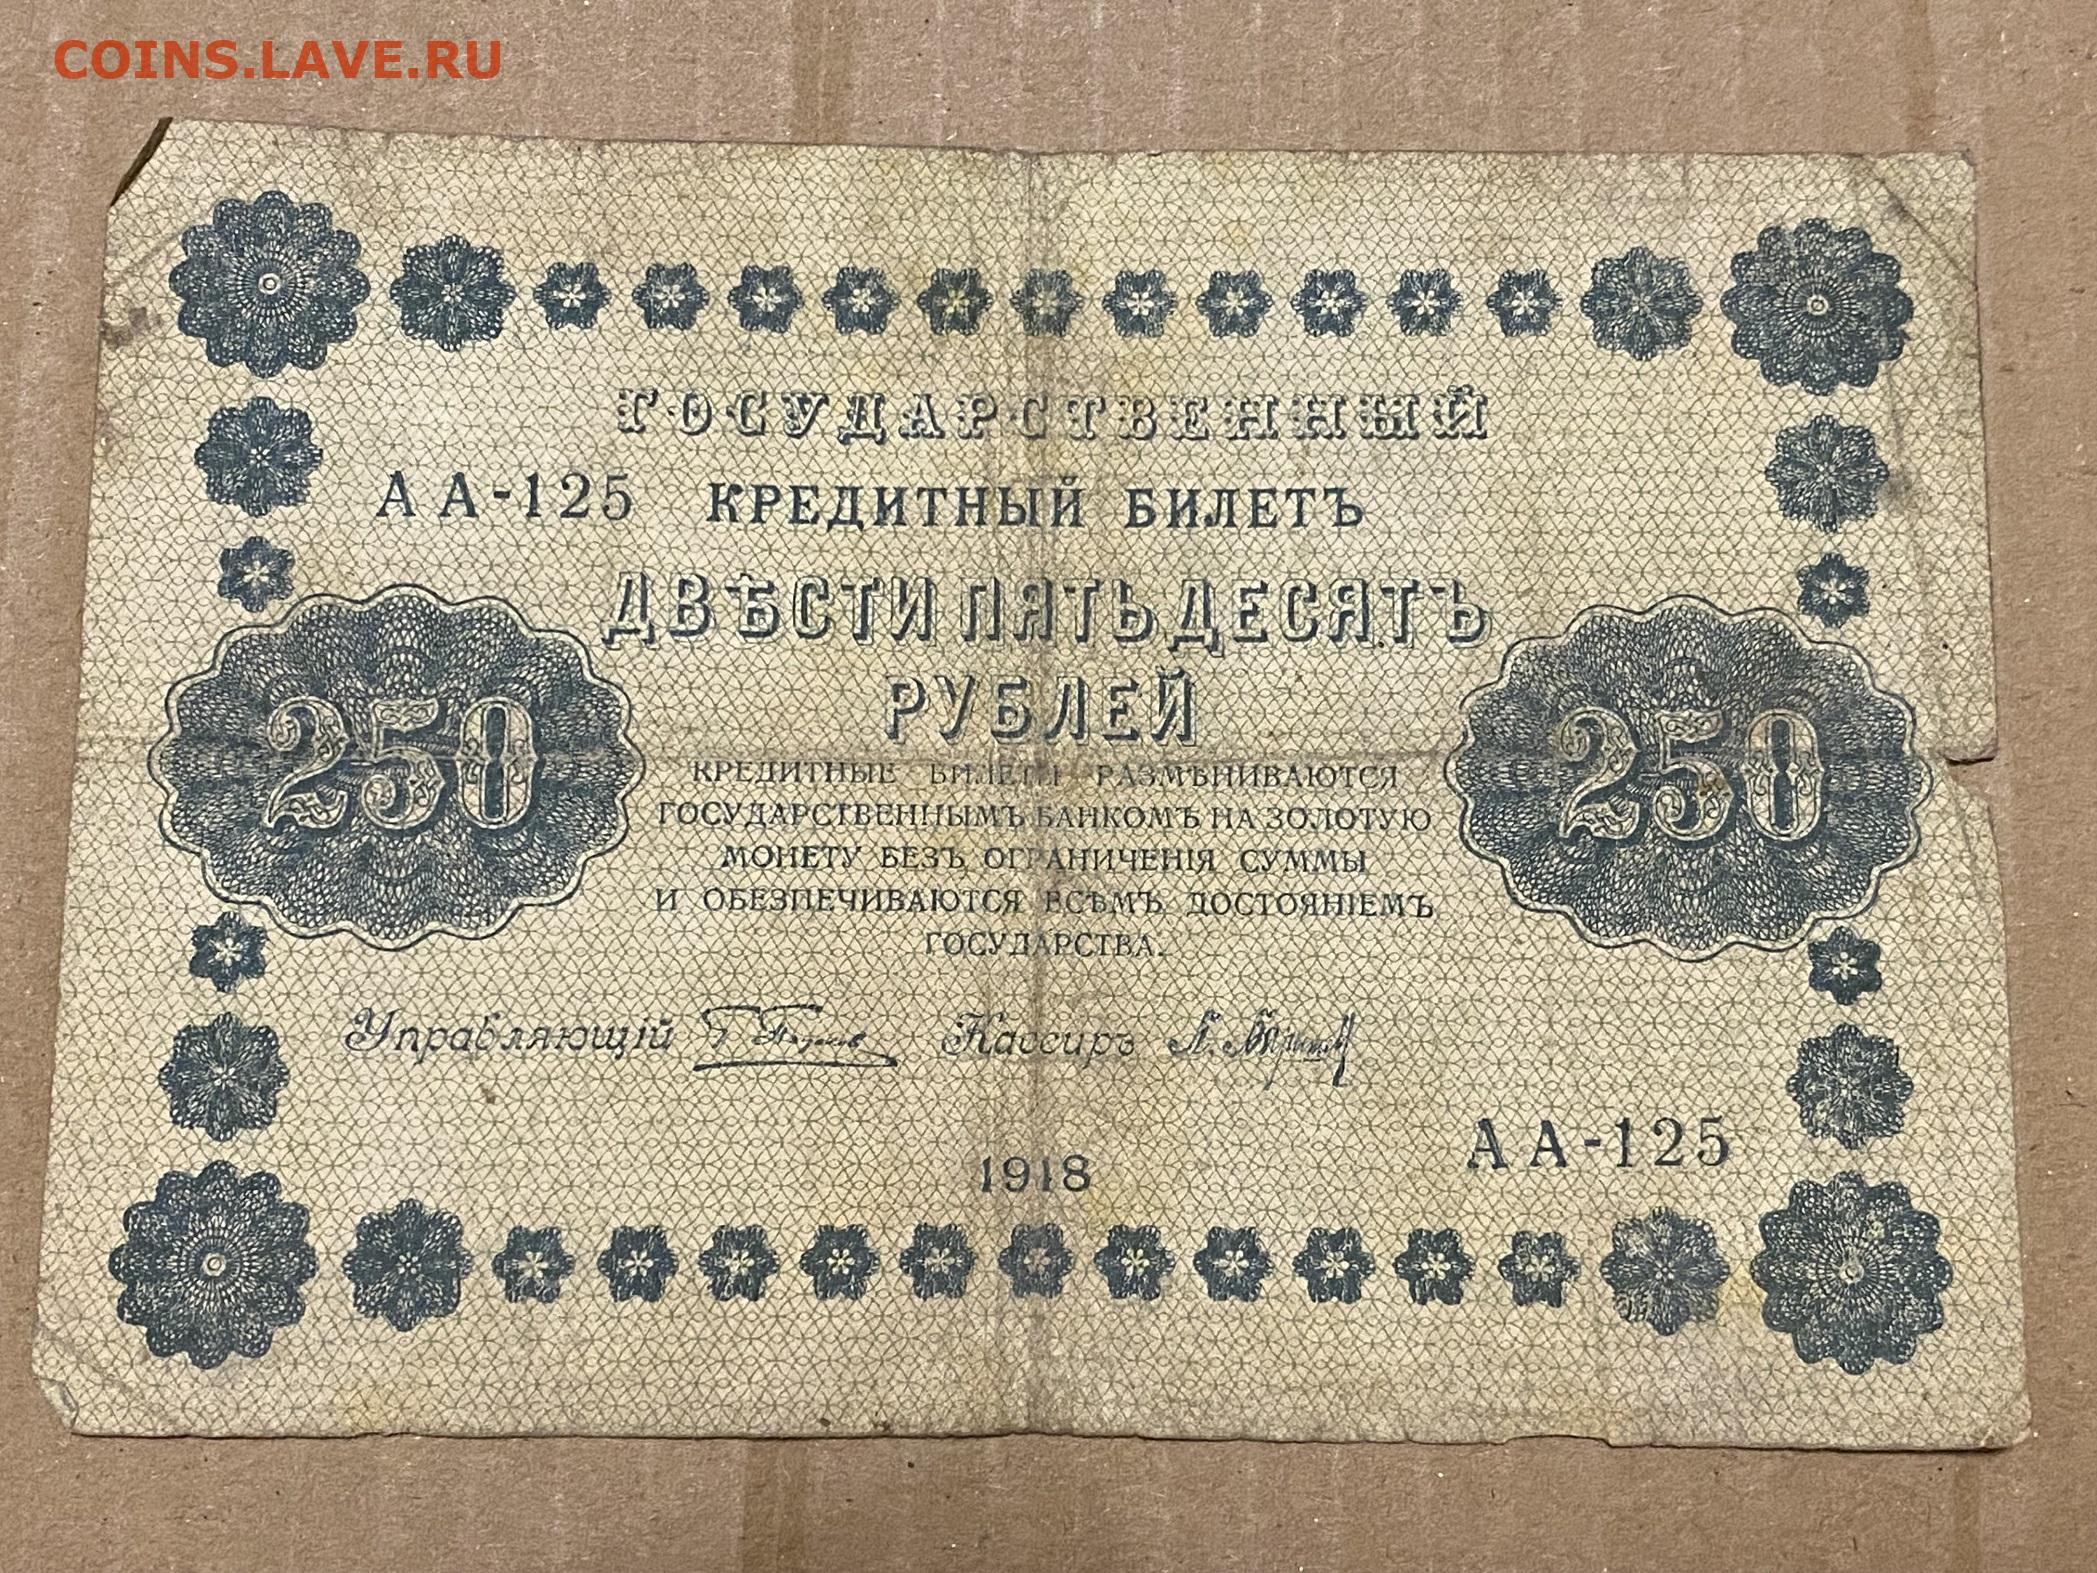 COINS.LAVE.RU
ГОСУДАРСТВЕННЫЙ
АА-125 КРЕДИТНЫЙ БИЛЕТЪ
ДВѢСТИ ПЯТЬДЕСЯТЪ
РУБЛЕЙ
250 250
КРЕДИТНЫЕ БИЛЕТЫ РАЗМѢНИВАЮТСЯ
ГОСУДАРСТВЕННЫМЪ БАНКОМЪ НА ЗОЛОТУЮ
МОНЕТУ БЕЗЪ ОГРАНИЧЕНІЯ СУММЫ
И ОБЕЗПЕЧИВАЮТСЯ ВСѢМЪ ДОСТОЯНІЕМЪ
ГОСУДАРСТВА.
Управляющій Кассиръ
АА-125
1918